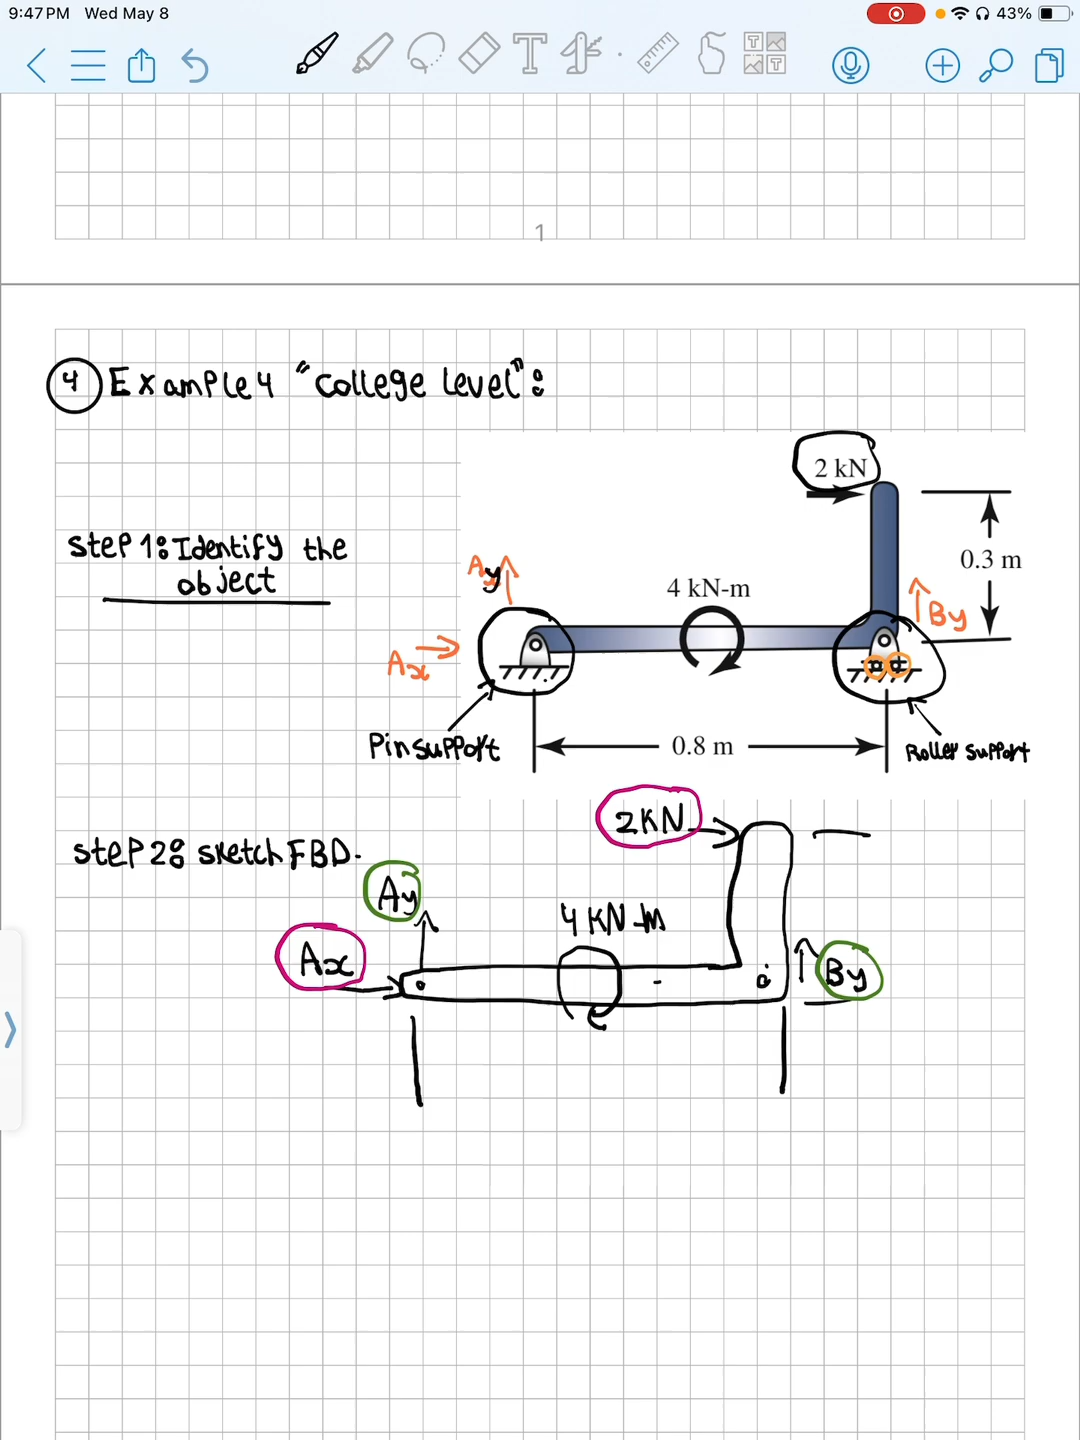 9:47 PM Wed May 8
43%
1
4 Example 4 "college level":
2 kN
step 1: Identify the
object
0.3 m
Ay
4 kN-m
By
Ax
Pin support
0.8 m
Roller support
2KN
step 2: sketch FBD.
Ay
4 KN-m
Ax
By